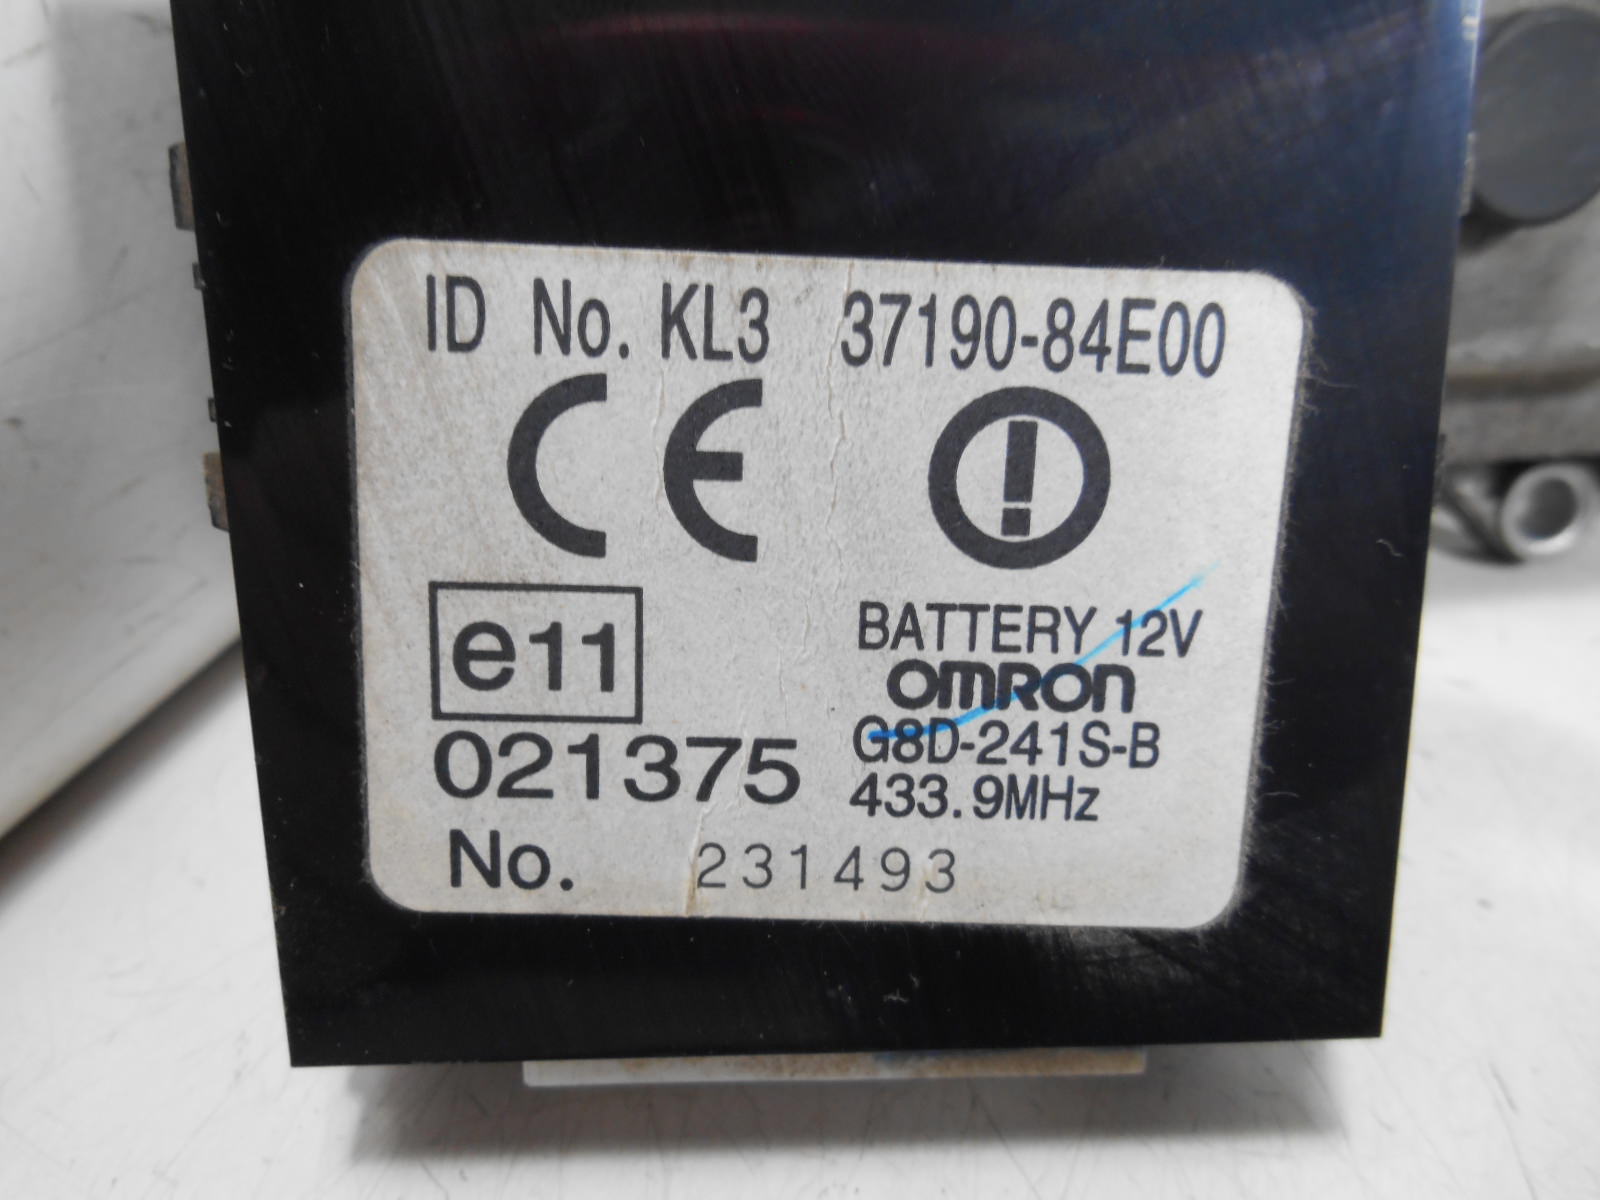 ID No. KL3 37190-84E00
CE
e11
021375
BATTERY 12V
OMRON
G8D-241S-B
433.9MHz
No. 231493